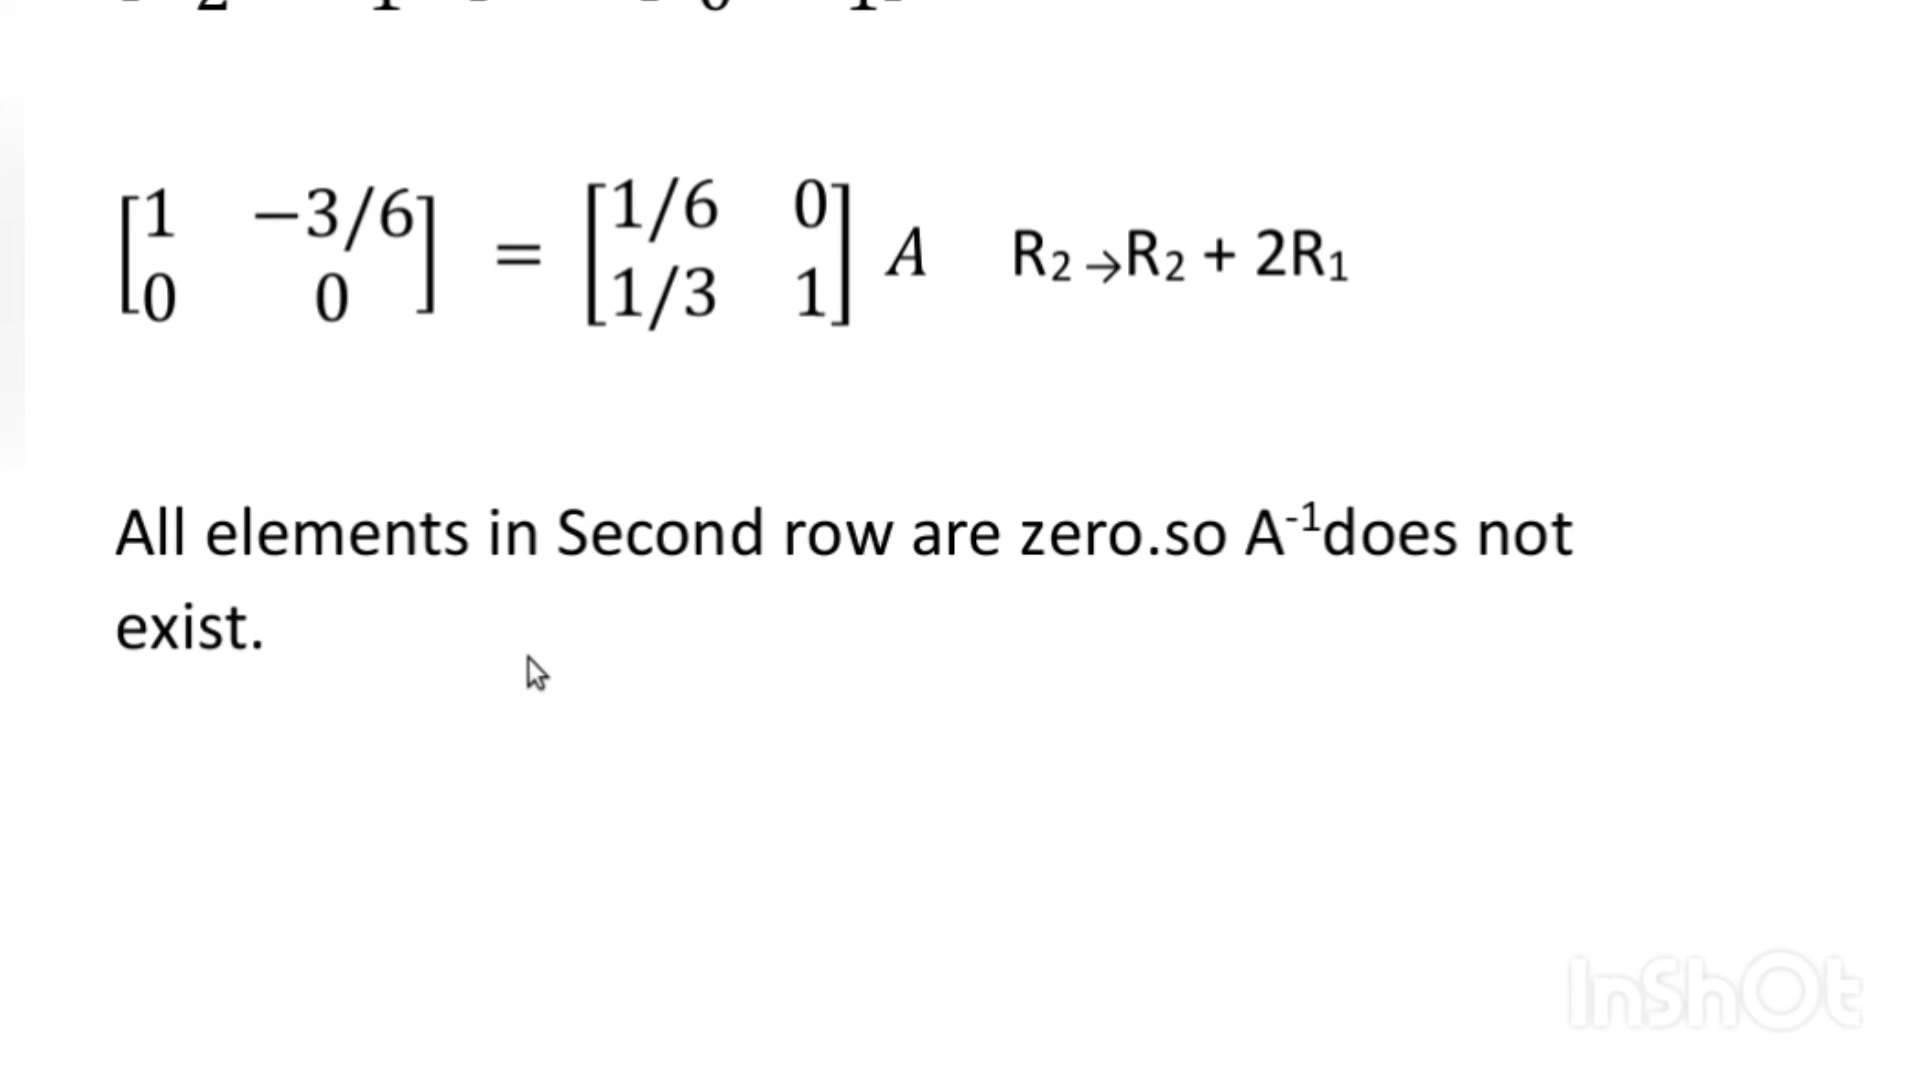 [1 −3/6
0 0] = [1/6 0
1/3 1] A R₂→R₂ + 2R₁
All elements in Second row are zero.so A⁻¹does not
exist.
InShOt